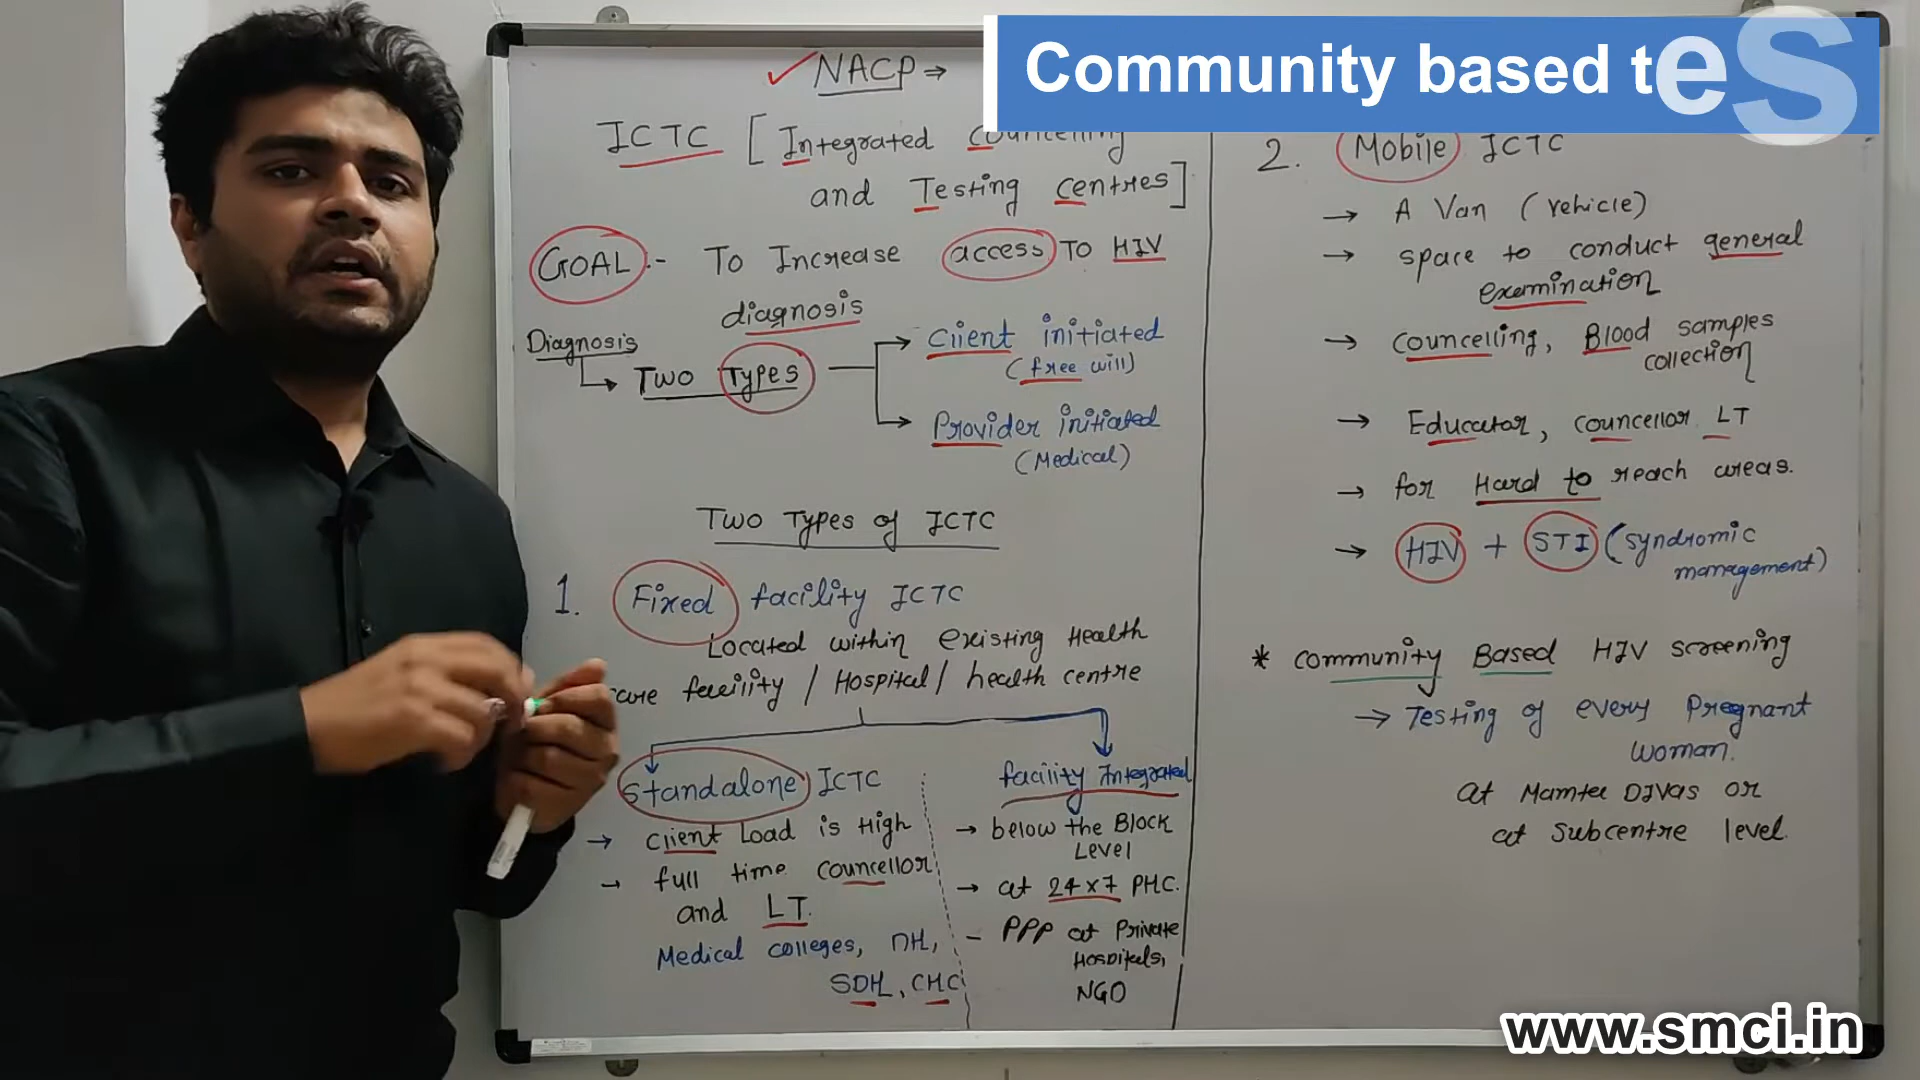 Community based tes
NACP ⇒
ICTC [Integrated Councelling
and Testing Centres]
GOAL :- To Increase access To HIV
diagnosis
Diagnosis
Two Types
Client initiated
(free will)
Provider initiated
(Medical)
Two Types of ICTC
1. Fixed facility ICTC
Located within existing Health
care facility / Hospital / health centre
Standalone ICTC
→ Client Load is High
→ full time councellor
and LT.
Medical colleges, DH,
SDH, CHC
facility Integrated
→ below the Block
Level
→ at 24x7 PHC.
- PPP at Private
Hospitals,
NGO
2. Mobile ICTC
→ A Van (vehicle)
→ space to conduct general
examination
→ councelling, Blood samples
collection
→ Educator, councellor LT
→ for Hard to reach areas.
→ HIV + STI (syndromic
management)
* community Based HIV screening
→ Testing of every Pregnant
woman.
at Mamta DIVAS or
at subcentre level.
www.smci.in